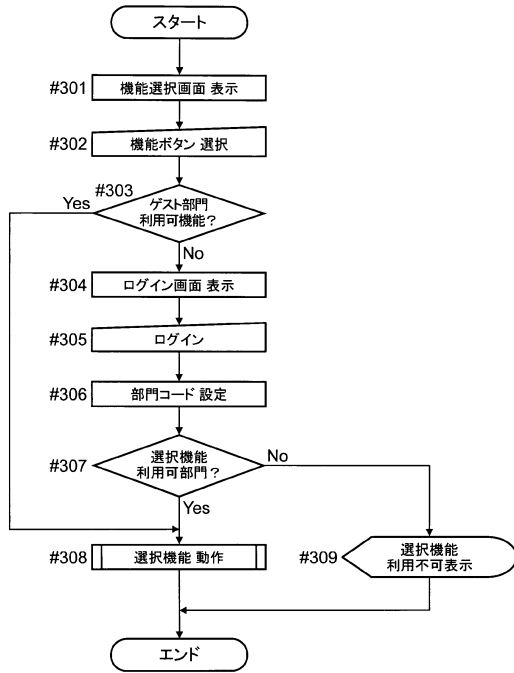 スタート
#301
機能選択画面 表示
#302
機能ボタン 選択
#303
Yes
ゲスト部門
利用可機能?
No
#304
ログイン画面 表示
#305
ログイン
#306
部門コード 設定
#307
選択機能
利用可部門?
No
Yes
#308
選択機能 動作
#309
選択機能
利用不可表示
エンド